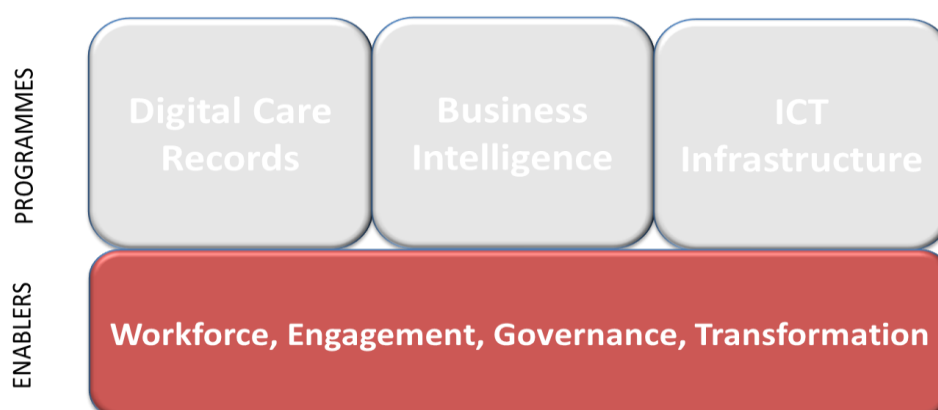 PROGRAMMES
Digital Care
Records
Business
Intelligence
ICT
Infrastructure
ENABLERS
Workforce, Engagement, Governance, Transformation